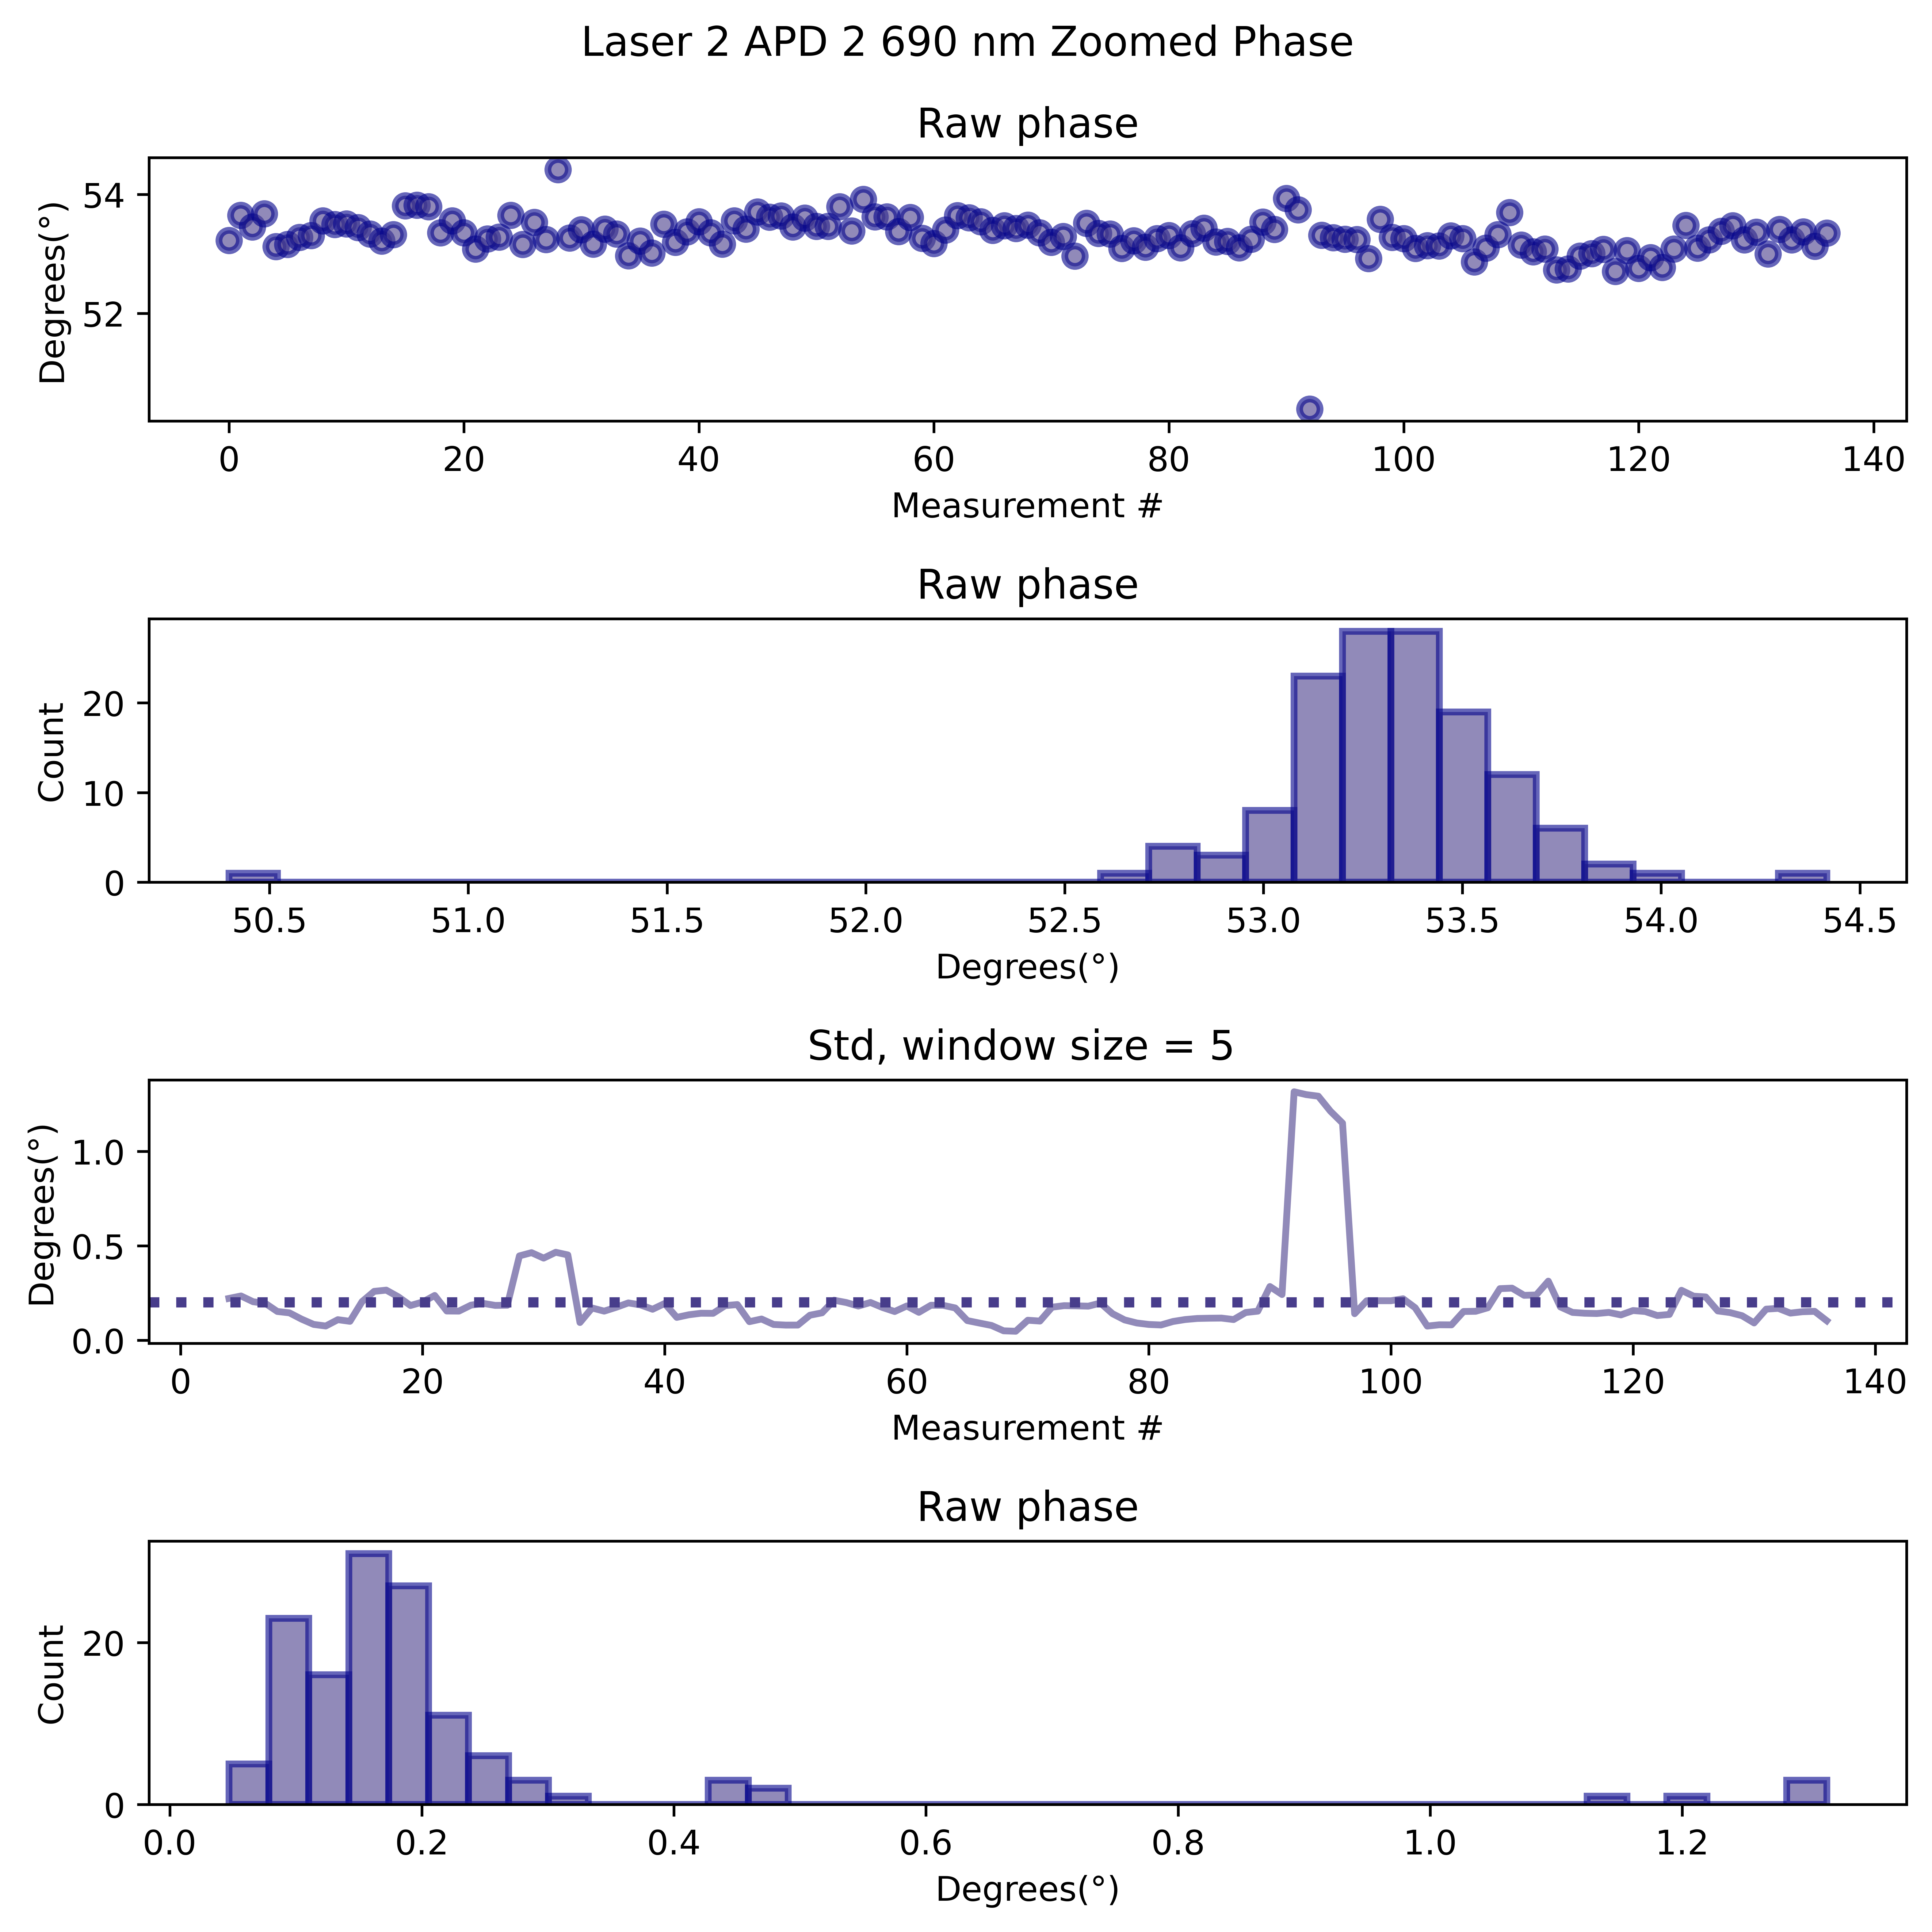 Laser 2 APD 2 690 nm Zoomed Phase
Raw phase
Degrees(°)
54
52
0 20 40 60 80 100 120 140
Measurement #
Raw phase
Count
20
10
0
50.5 51.0 51.5 52.0 52.5 53.0 53.5 54.0 54.5
Degrees(°)
Std, window size = 5
Degrees(°)
1.0
0.5
0.0
0 20 40 60 80 100 120 140
Measurement #
Raw phase
Count
20
0
0.0 0.2 0.4 0.6 0.8 1.0 1.2
Degrees(°)